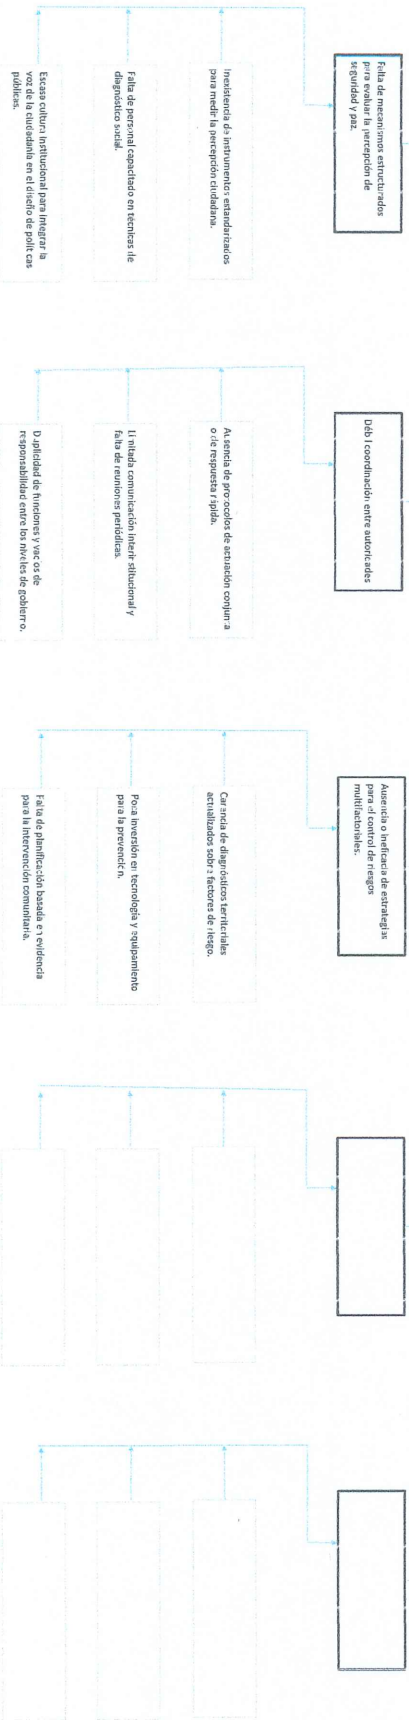 Falta de mecanismos estructurados
para evaluar la percepción de
seguridad y paz.
Inexistencia de instrumentos estandarizados
para medir la percepción ciudadana.
Falta de personal capacitado en técnicas de
diagnóstico social.
Escasa cultura institucional para integrar la
voz de la ciudadanía en el diseño de políticas
públicas.
Débil coordinación entre autoridades
Ausencia de protocolos de actuación conjunta
o de respuesta rápida.
Limitada comunicación interinstitucional y
falta de reuniones periódicas.
Duplicidad de funciones y vacíos de
responsabilidad entre los niveles de gobierno.
Ausencia o ineficacia de estrategias
para el control de riesgos
multifactoriales.
Carencia de diagnósticos territoriales
actualizados sobre factores de riesgo.
Poca inversión en tecnología y equipamiento
para la prevención.
Falta de planificación basada en evidencia
para la intervención comunitaria.